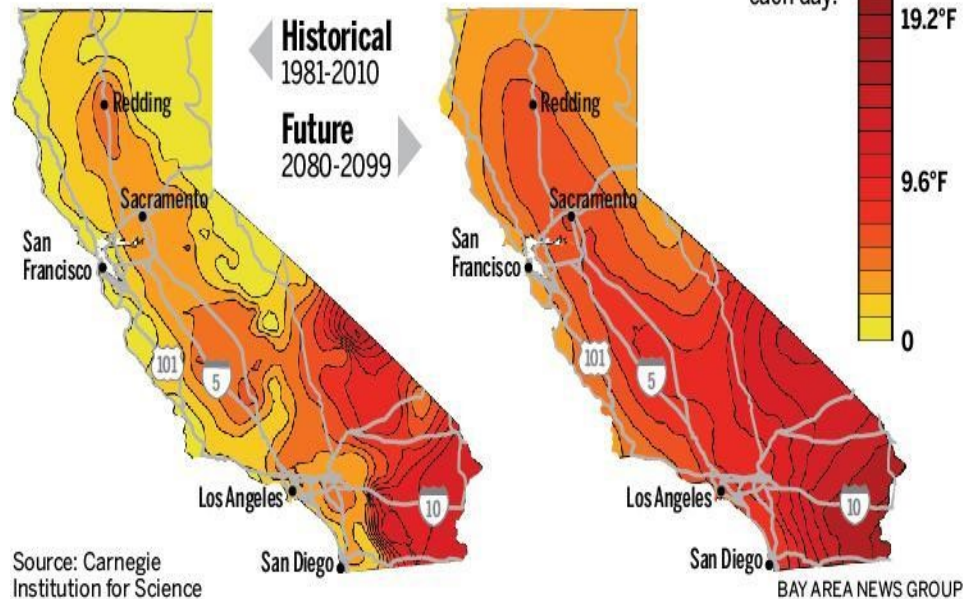 each day.
19.2°F
9.6°F
0
Historical
1981-2010
Future
2080-2099
Redding
Sacramento
San
Francisco
101
5
Los Angeles
10
San Diego
Redding
Sacramento
San
Francisco
101
5
Los Angeles
10
San Diego
Source: Carnegie
Institution for Science
BAY AREA NEWS GROUP